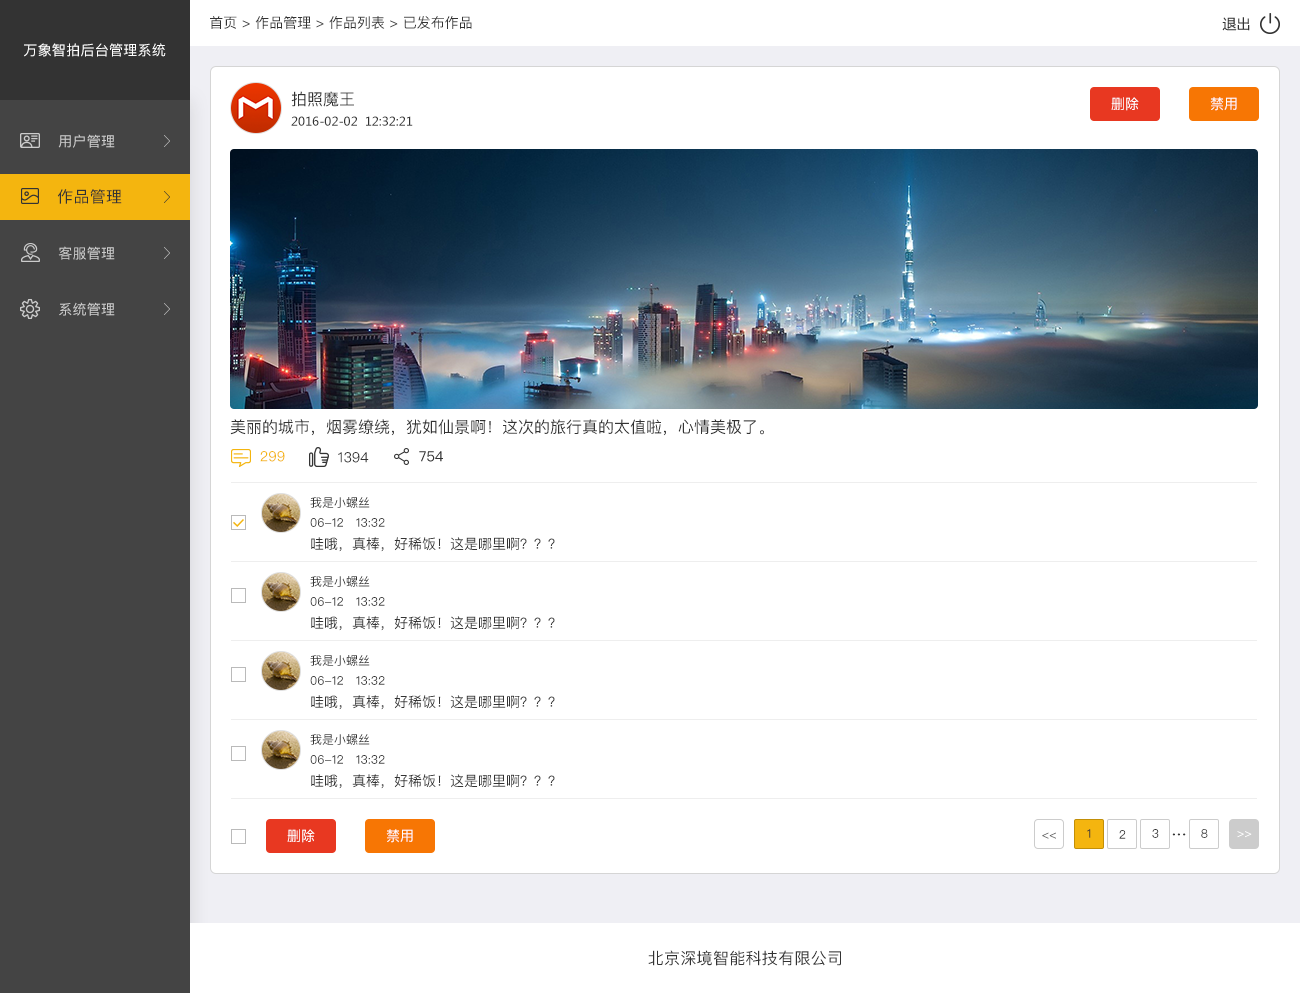 万象智拍后台管理系统
首页 > 作品管理 > 作品列表 > 已发布作品
退出
用户管理
作品管理
客服管理
系统管理
拍照魔王
2016-02-02 12:32:21
删除
禁用
美丽的城市，烟雾缭绕，犹如仙景啊！这次的旅行真的太值啦，心情美极了。
299 1394 754
我是小螺丝
06-12 13:32
哇哦，真棒，好稀饭！这是哪里啊？？？
我是小螺丝
06-12 13:32
哇哦，真棒，好稀饭！这是哪里啊？？？
我是小螺丝
06-12 13:32
哇哦，真棒，好稀饭！这是哪里啊？？？
我是小螺丝
06-12 13:32
哇哦，真棒，好稀饭！这是哪里啊？？？
删除
禁用
<< 1 2 3 ··· 8 >>
北京深境智能科技有限公司